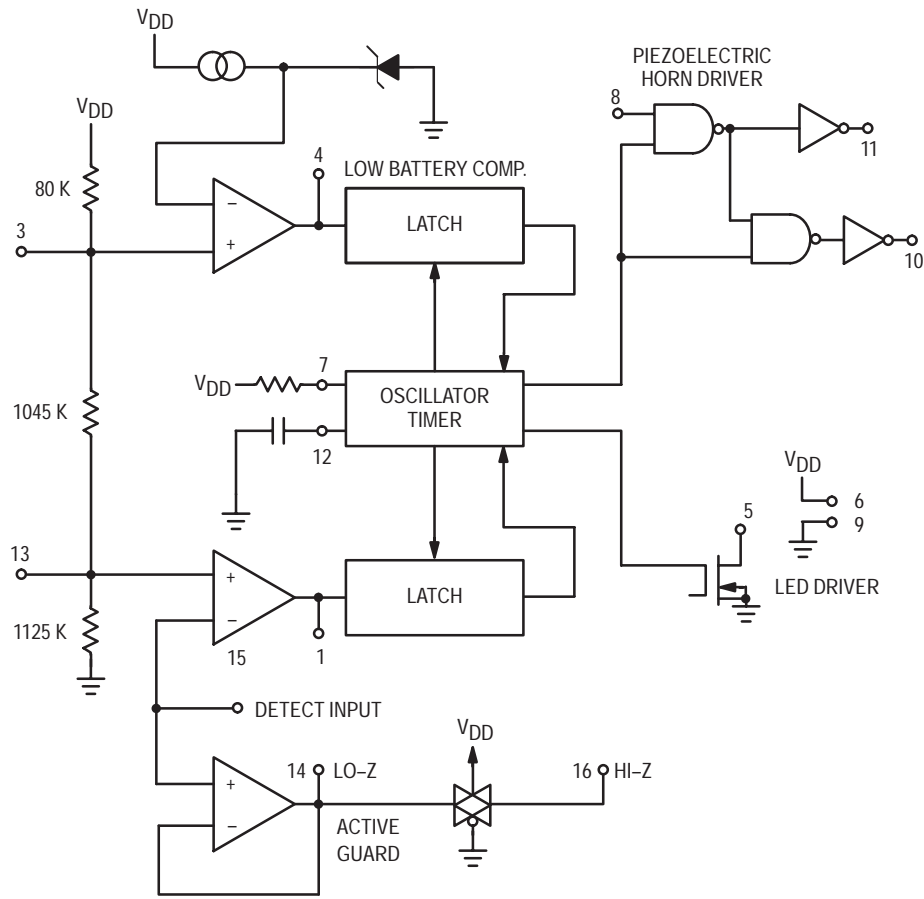 VDD
PIEZOELECTRIC
HORN DRIVER
8
11
VDD
80 K
4
LOW BATTERY COMP.
−
+
LATCH
3
10
7
VDD
OSCILLATOR
TIMER
1045 K
12
VDD
6
5
9
13
+
−
LATCH
LED DRIVER
1125 K
15
1
DETECT INPUT
VDD
14 LO–Z
16 HI–Z
+
−
ACTIVE
GUARD